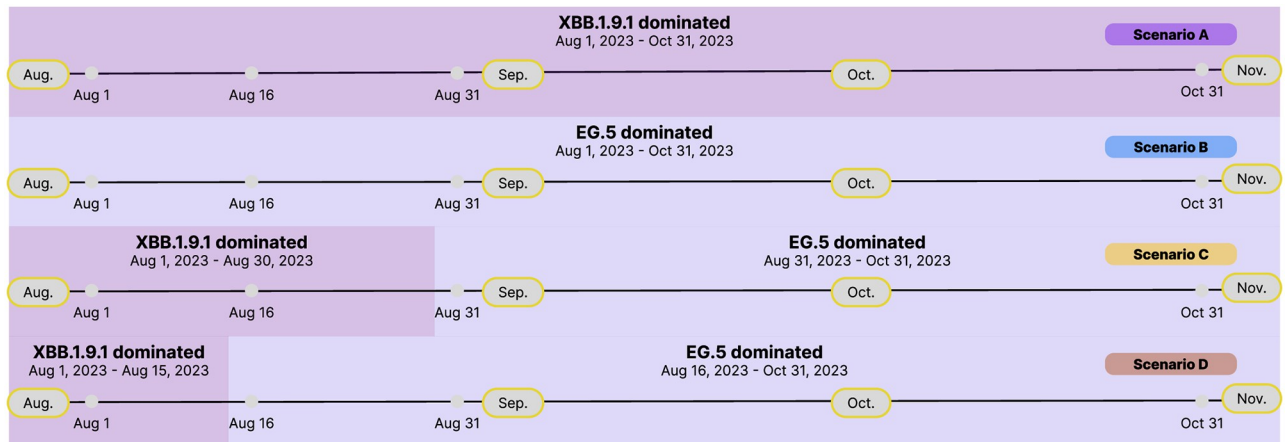 XBB.1.9.1 dominated
Aug 1, 2023 - Oct 31, 2023
Scenario A
Aug. Sep. Oct. Nov.
Aug 1 Aug 16 Aug 31 Oct 31
EG.5 dominated
Aug 1, 2023 - Oct 31, 2023
Scenario B
Aug. Sep. Oct. Nov.
Aug 1 Aug 16 Aug 31 Oct 31
XBB.1.9.1 dominated
Aug 1, 2023 - Aug 30, 2023
EG.5 dominated
Aug 31, 2023 - Oct 31, 2023
Scenario C
Aug. Sep. Oct. Nov.
Aug 1 Aug 16 Aug 31 Oct 31
XBB.1.9.1 dominated
Aug 1, 2023 - Aug 15, 2023
EG.5 dominated
Aug 16, 2023 - Oct 31, 2023
Scenario D
Aug. Sep. Oct. Nov.
Aug 1 Aug 16 Aug 31 Oct 31